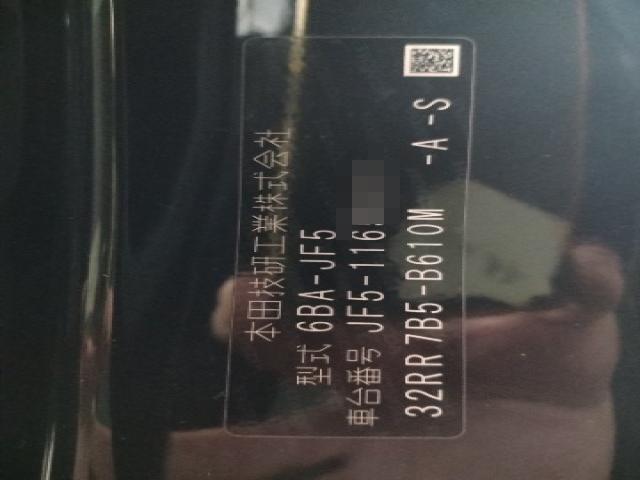 本田技研工業株式会社
型式 6BA-JF5
車台番号 JF5-116
32RR 7B5-B610M -A -S